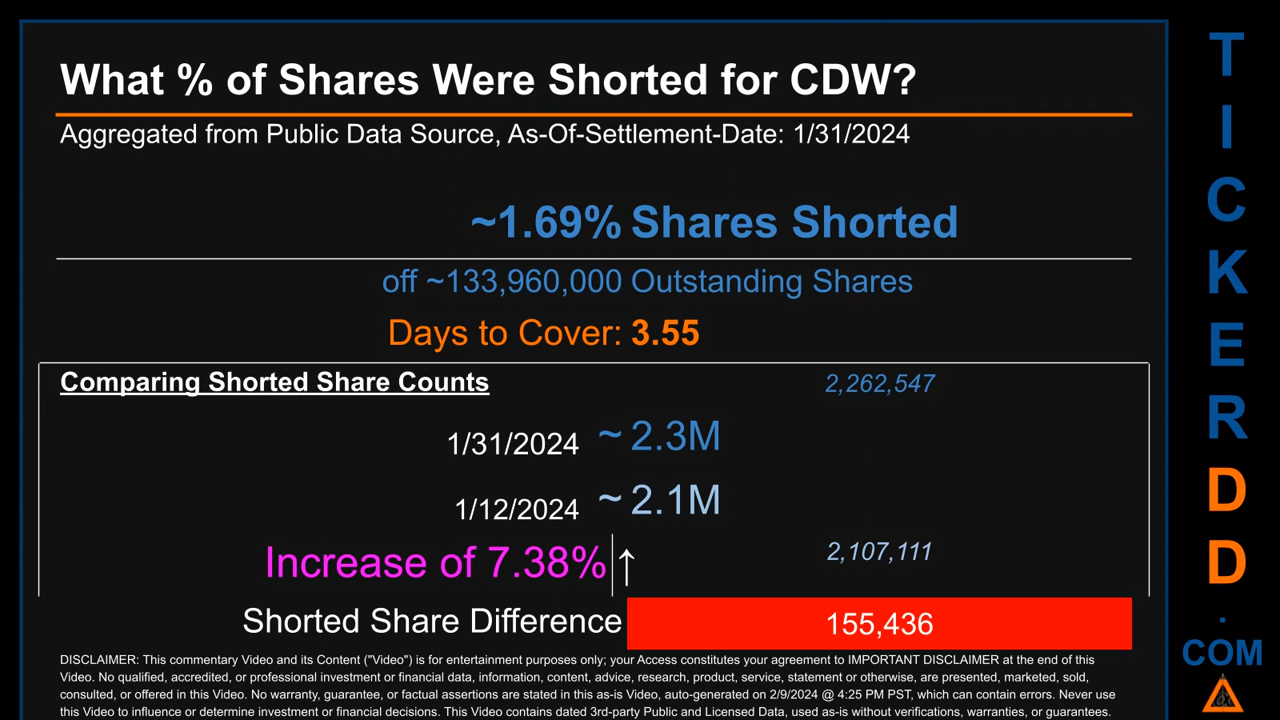 What % of Shares Were Shorted for CDW?
Aggregated from Public Data Source, As-Of-Settlement-Date: 1/31/2024
~1.69% Shares Shorted
off ~133,960,000 Outstanding Shares
Days to Cover: 3.55
Comparing Shorted Share Counts 2,262,547
1/31/2024 ~ 2.3M
1/12/2024 ~ 2.1M
Increase of 7.38% ↑ 2,107,111
Shorted Share Difference 155,436
DISCLAIMER: This commentary Video and its Content ("Video") is for entertainment purposes only; your Access constitutes your agreement to IMPORTANT DISCLAIMER at the end of this
Video. No qualified, accredited, or professional investment or financial data, information, content, advice, research, product, service, statement or otherwise, are presented, marketed, sold,
consulted, or offered in this Video. No warranty, guarantee, or factual assertions are stated in this as-is Video, auto-generated on 2/9/2024 @ 4:25 PM PST, which can contain errors. Never use
this Video to influence or determine investment or financial decisions. This Video contains dated 3rd-party Public and Licensed Data, used as-is without verifications, warranties, or guarantees.
T
I
C
K
E
R
D
D
.
COM